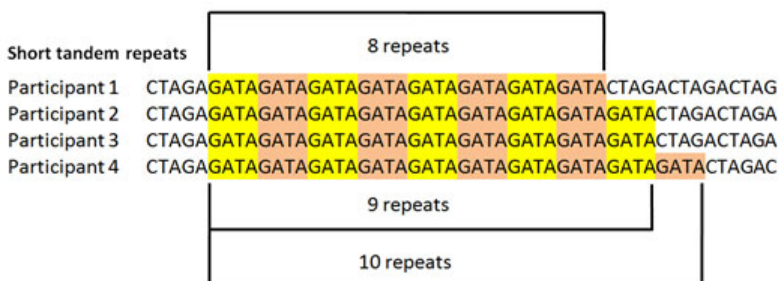 8 repeats
Short tandem repeats
Participant 1 CTAGAGATAGATAGATAGATAGATAGATAGATAGATACTAGACTAGACTAG
Participant 2 CTAGAGATAGATAGATAGATAGATAGATAGATAGATAGATACTAGACTAGA
Participant 3 CTAGAGATAGATAGATAGATAGATAGATAGATAGATAGATACTAGACTAGA
Participant 4 CTAGAGATAGATAGATAGATAGATAGATAGATAGATAGATAGATACTAGAC
9 repeats
10 repeats